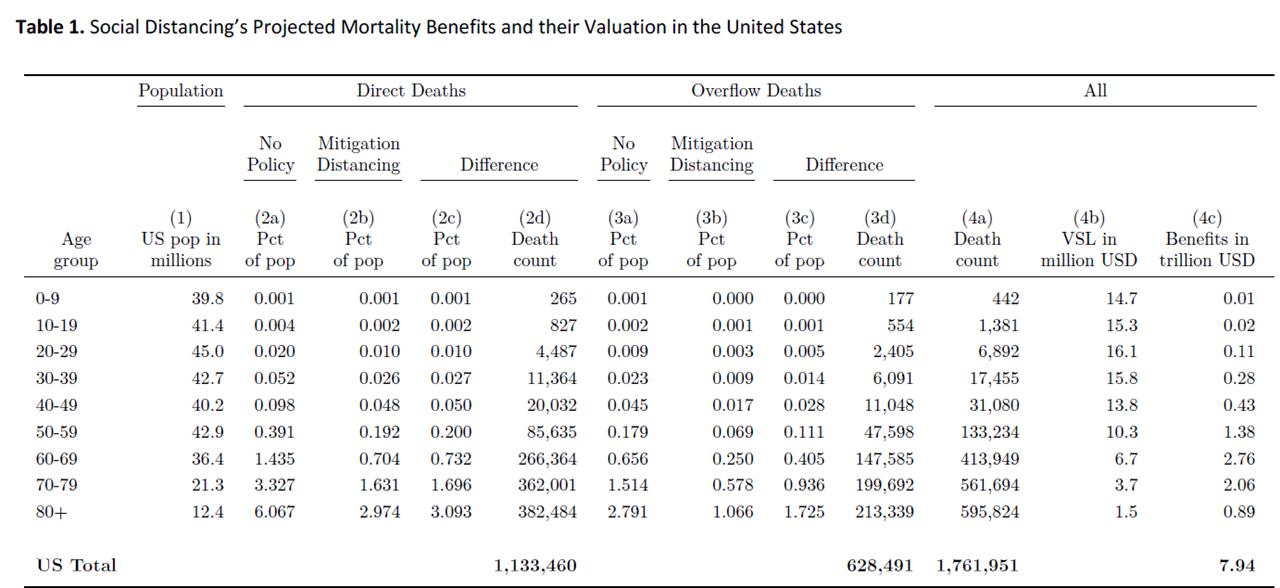 Table 1. Social Distancing’s Projected Mortality Benefits and their Valuation in the United States
Population Direct Deaths Overflow Deaths All
No Mitigation No Mitigation
Policy Distancing Difference Policy Distancing Difference
(1) (2a) (2b) (2c) (2d) (3a) (3b) (3c) (3d) (4a) (4b) (4c)
Age US pop in Pct Pct Pct Death Pct Pct Pct Death Death VSL in Benefits in
group millions of pop of pop of pop count of pop of pop of pop count count million USD trillion USD
0-9 39.8 0.001 0.001 0.001 265 0.001 0.000 0.000 177 442 14.7 0.01
10-19 41.4 0.004 0.002 0.002 827 0.002 0.001 0.001 554 1,381 15.3 0.02
20-29 45.0 0.020 0.010 0.010 4,487 0.009 0.003 0.005 2,405 6,892 16.1 0.11
30-39 42.7 0.052 0.026 0.027 11,364 0.023 0.009 0.014 6,091 17,455 15.8 0.28
40-49 40.2 0.098 0.048 0.050 20,032 0.045 0.017 0.028 11,048 31,080 13.8 0.43
50-59 42.9 0.391 0.192 0.200 85,635 0.179 0.069 0.111 47,598 133,234 10.3 1.38
60-69 36.4 1.435 0.704 0.732 266,364 0.656 0.250 0.405 147,585 413,949 6.7 2.76
70-79 21.3 3.327 1.631 1.696 362,001 1.514 0.578 0.936 199,692 561,694 3.7 2.06
80+ 12.4 6.067 2.974 3.093 382,484 2.791 1.066 1.725 213,339 595,824 1.5 0.89
US Total 1,133,460 628,491 1,761,951 7.94